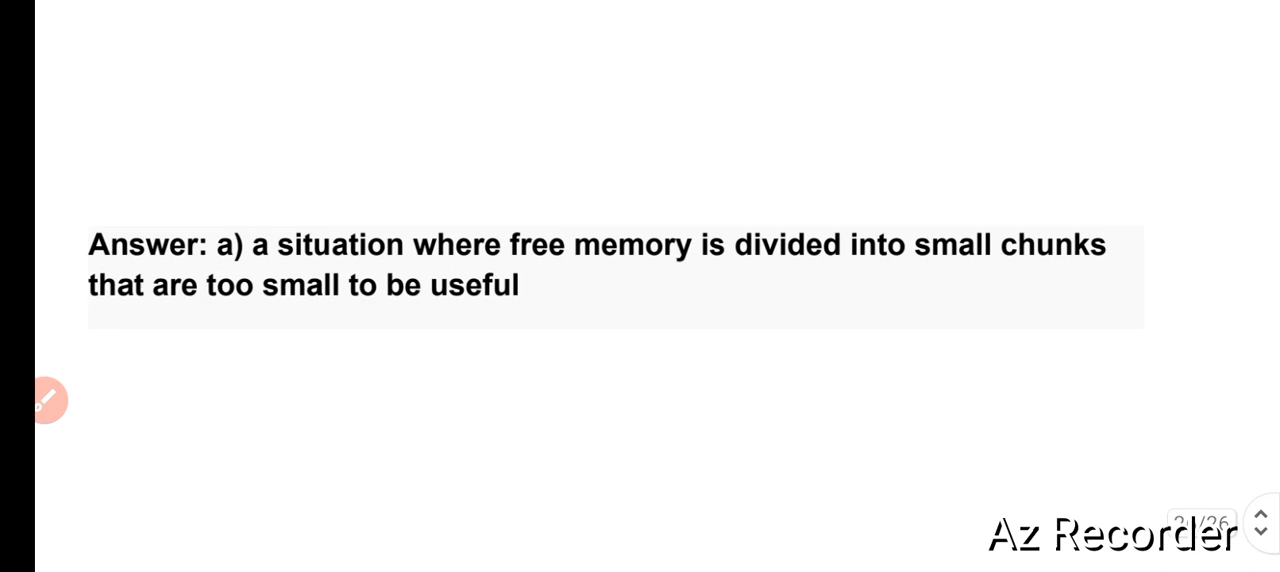 Answer: a) a situation where free memory is divided into small chunks
that are too small to be useful
/26
Az Recorder